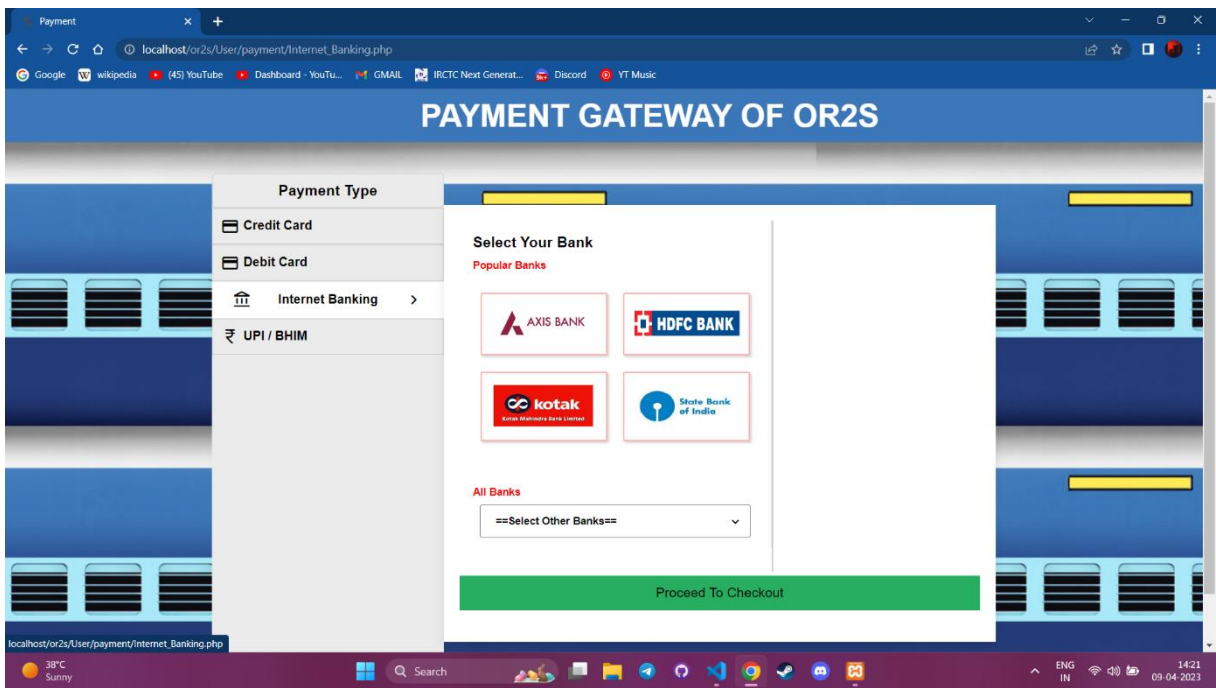 Payment
localhost/or2s/User/payment/Internet_Banking.php
Google wikipedia (45) YouTube Dashboard - YouTu... GMAIL IRCTC Next Generat... Discord YT Music
PAYMENT GATEWAY OF OR2S
Payment Type
Credit Card
Debit Card
Internet Banking
₹ UPI / BHIM
Select Your Bank
Popular Banks
AXIS BANK
HDFC BANK
kotak
Kotak Mahindra Bank Limited
State Bank
of India
All Banks
==Select Other Banks==
Proceed To Checkout
localhost/or2s/User/payment/Internet_Banking.php
38°C
Sunny
Search
ENG
IN
14:21
09-04-2023